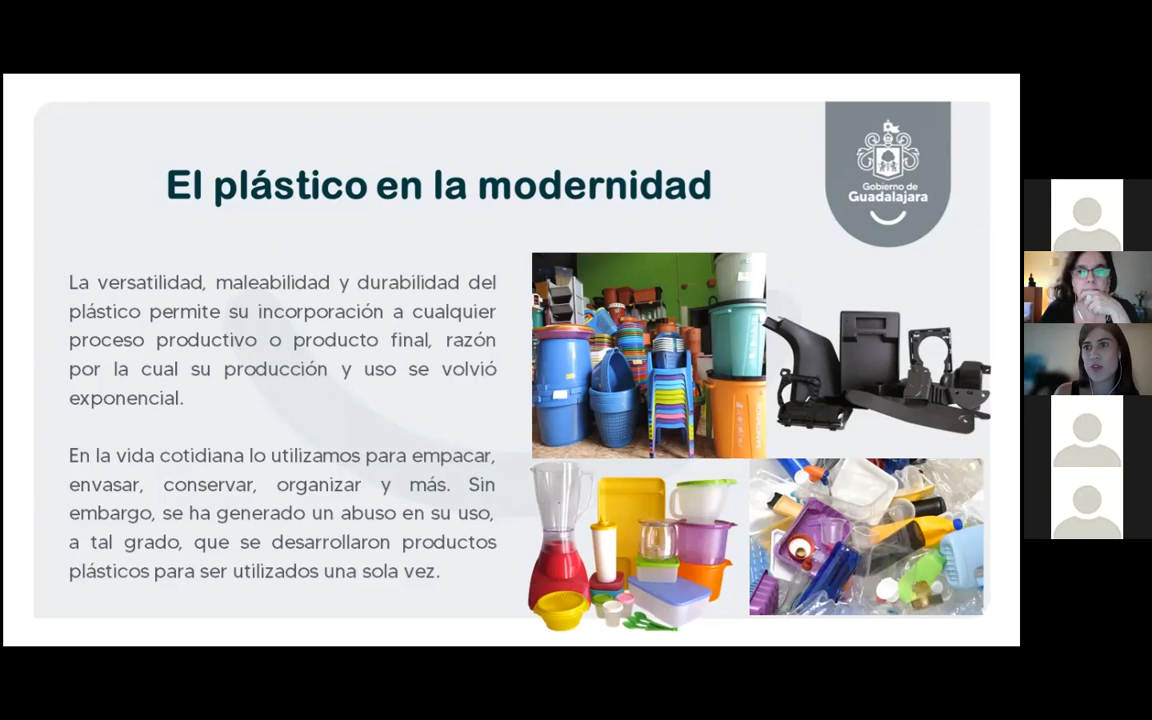 El plástico en la modernidad
Gobierno de
Guadalajara
La versatilidad, maleabilidad y durabilidad del
plástico permite su incorporación a cualquier
proceso productivo o producto final, razón
por la cual su producción y uso se volvió
exponencial.
En la vida cotidiana lo utilizamos para empacar,
envasar, conservar, organizar y más. Sin
embargo, se ha generado un abuso en su uso,
a tal grado, que se desarrollaron productos
plásticos para ser utilizados una sola vez.